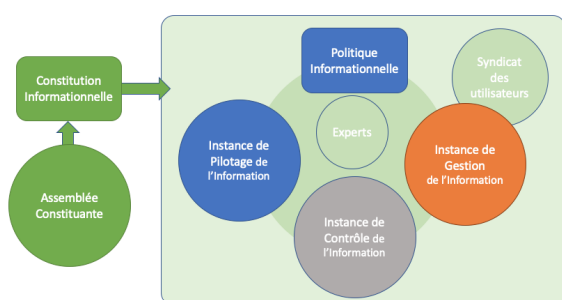 Politique
Informationnelle
Syndicat
des
utilisateurs
Constitution
Informationnelle
Experts
Instance de
Pilotage de
l’Information
Instance de
Gestion
de l’Information
Assemblée
Constituante
Instance de
Contrôle de
l’Information